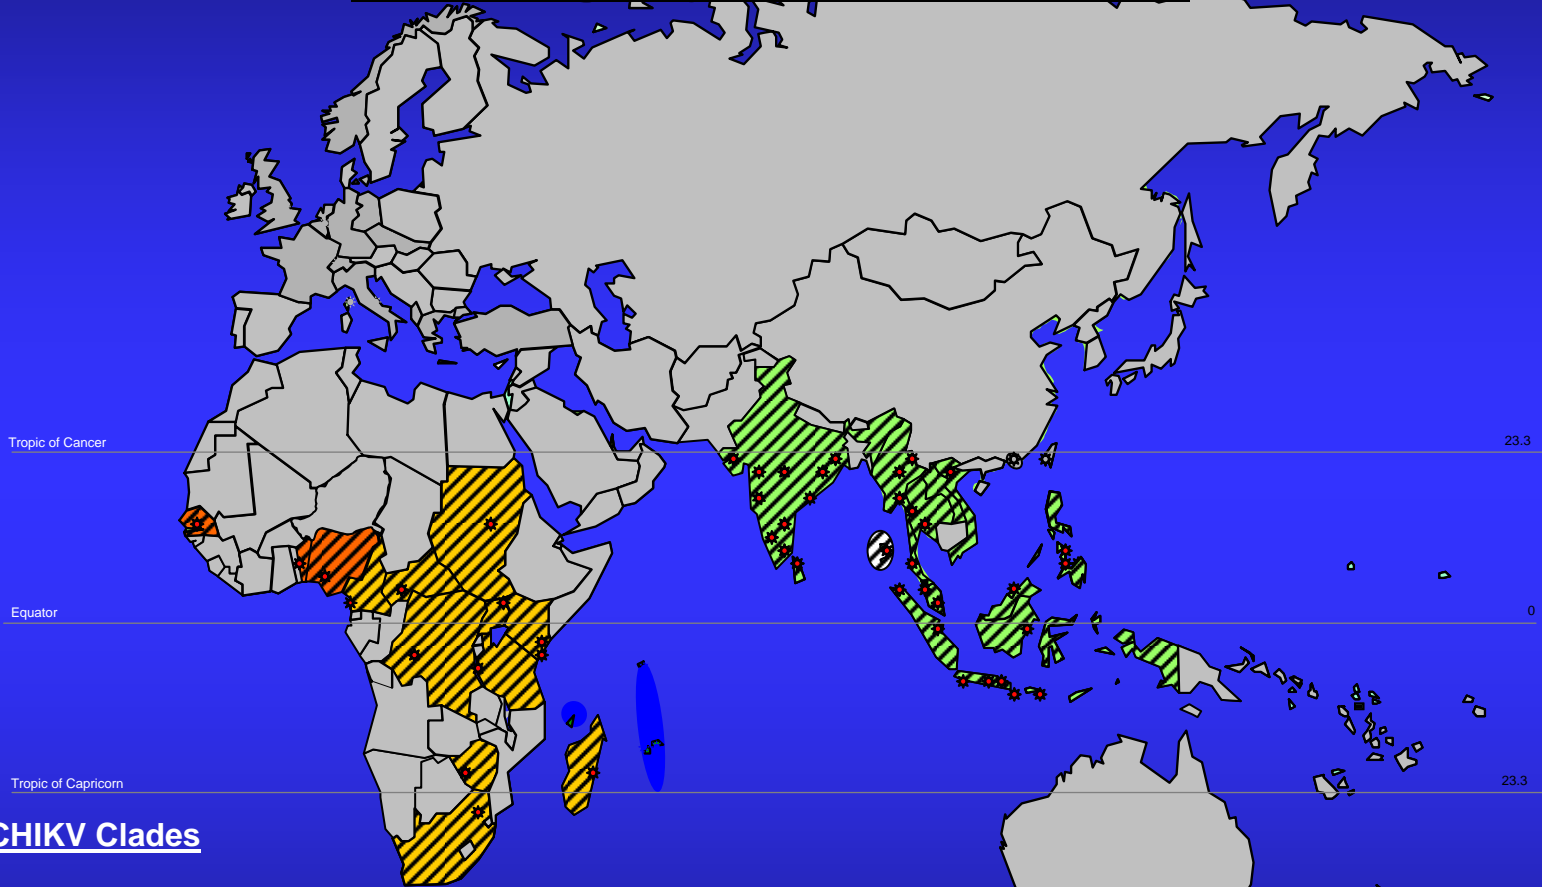 Tropic of Cancer 23.3
Equator 0
Tropic of Capricorn 23.3
CHIKV Clades